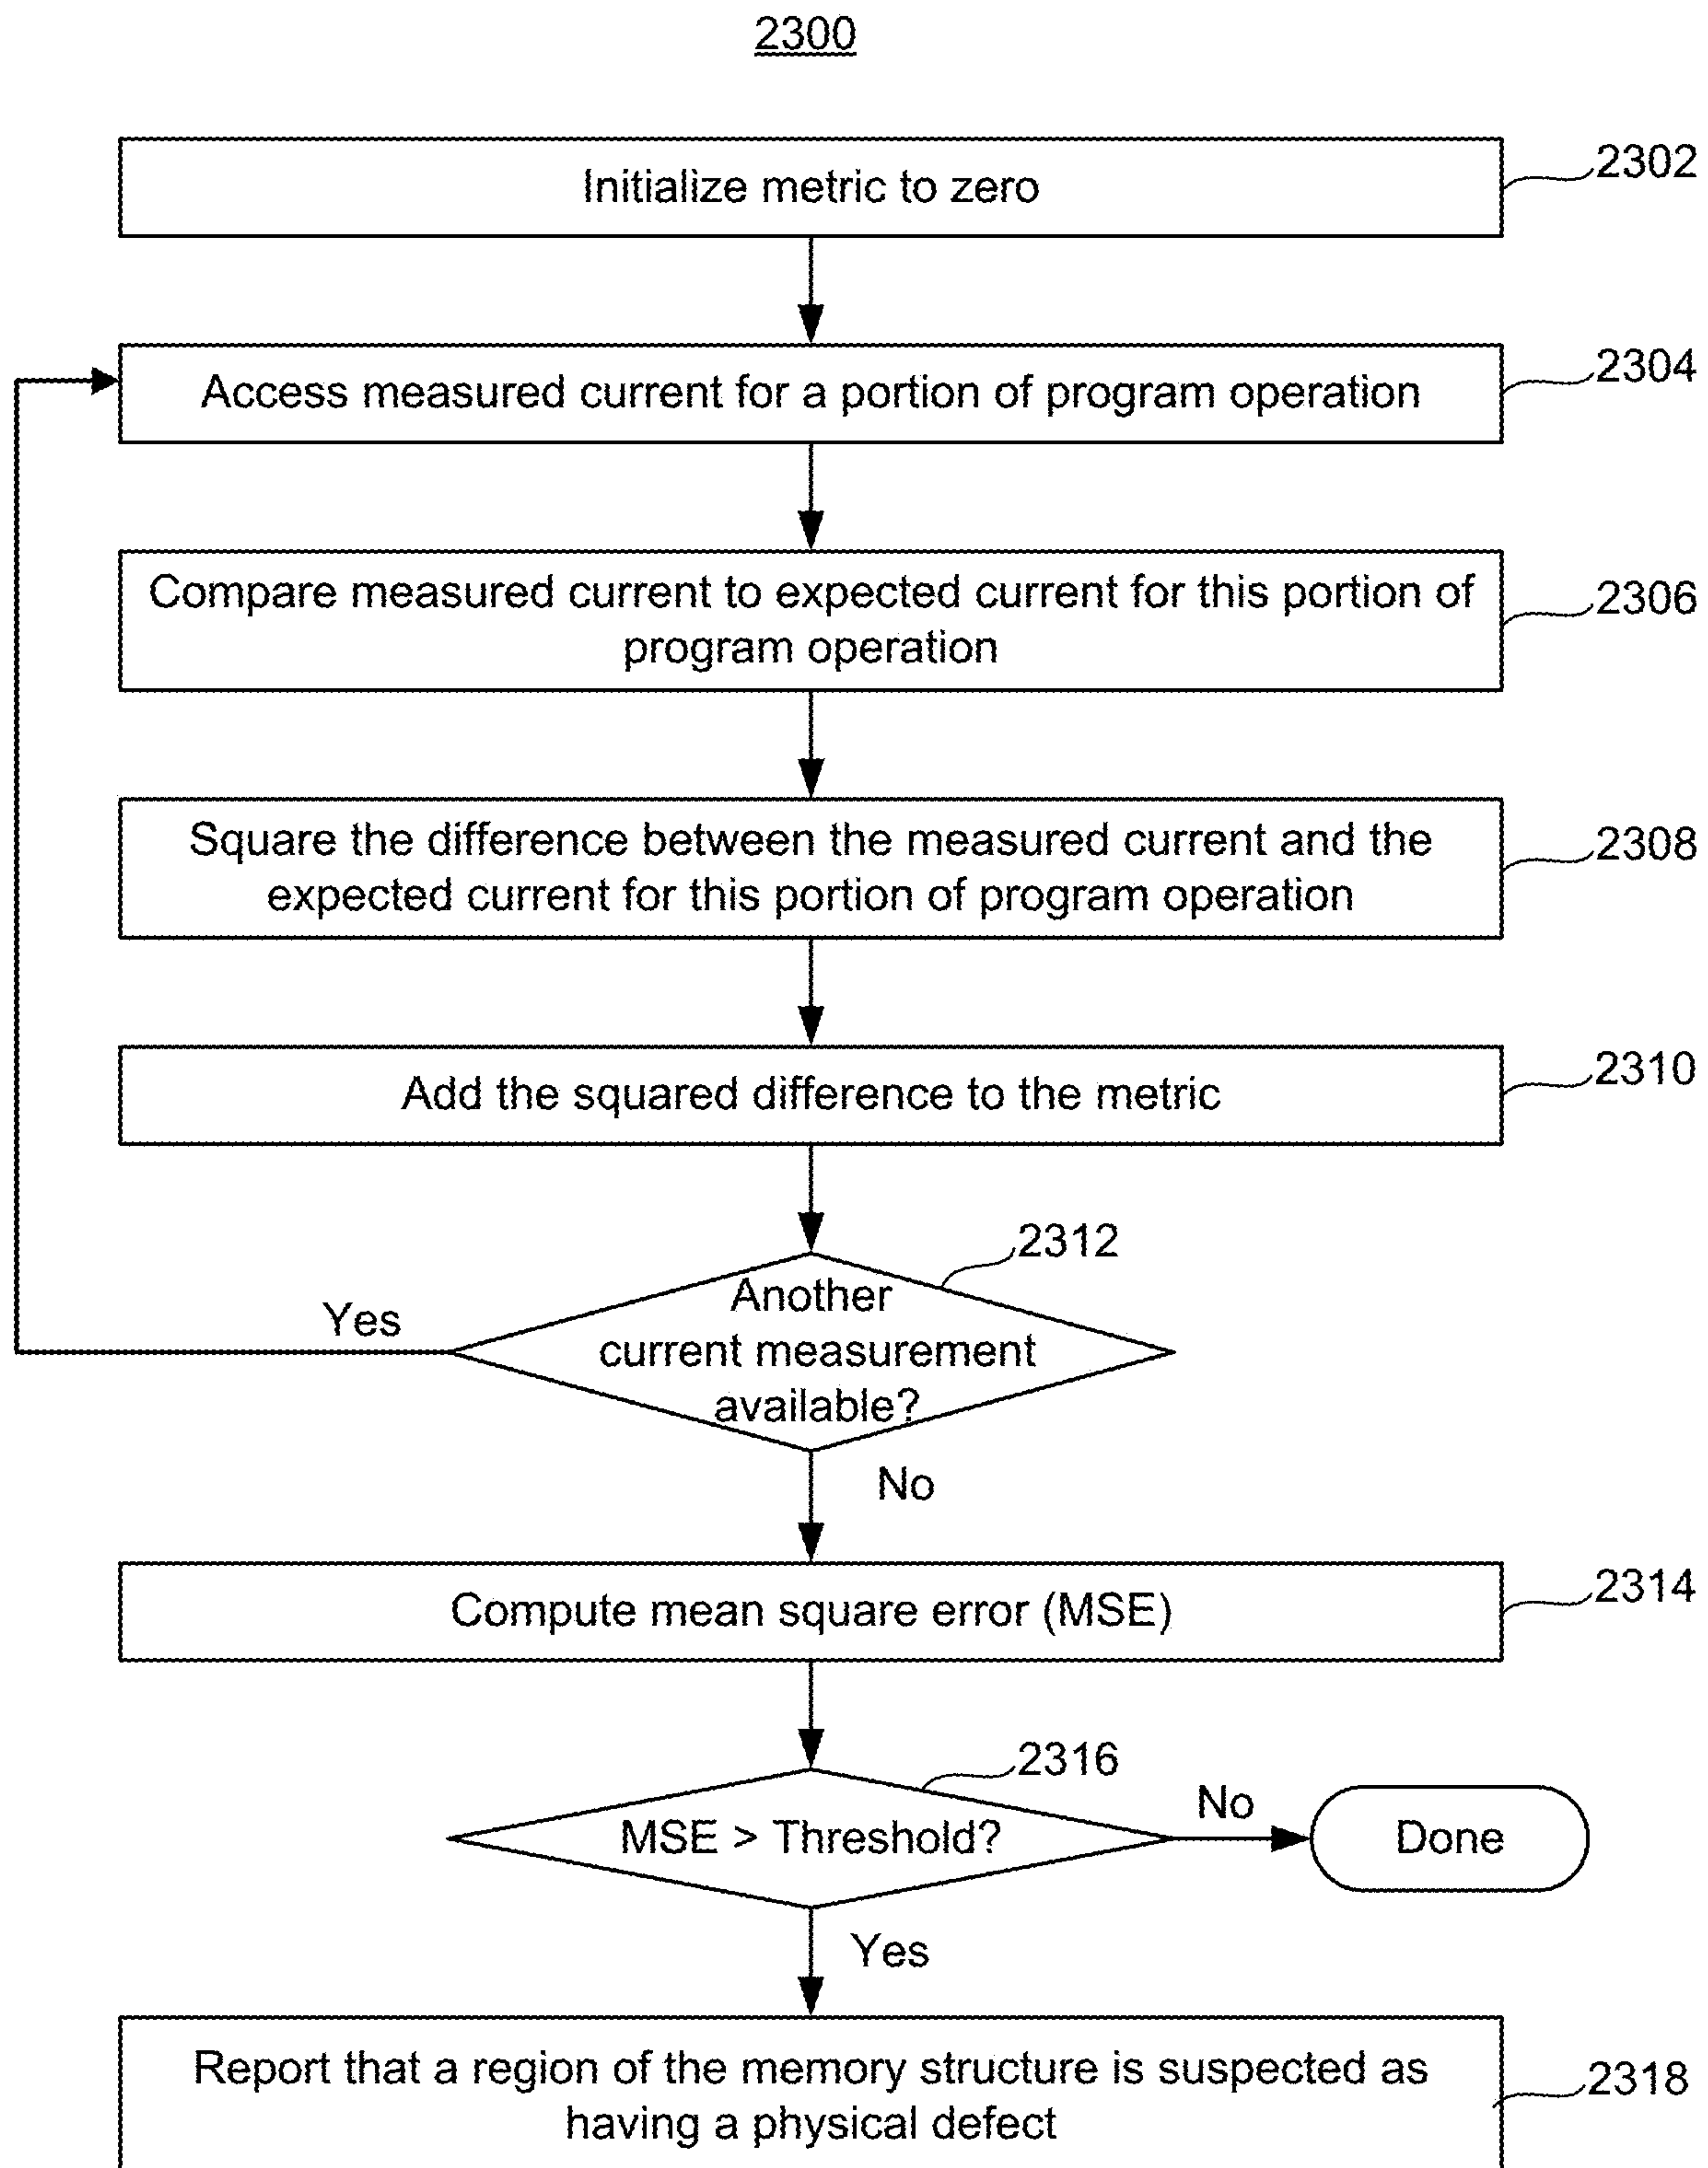 2300
Initialize metric to zero
2302
Access measured current for a portion of program operation
2304
Compare measured current to expected current for this portion of
program operation
2306
Square the difference between the measured current and the
expected current for this portion of program operation
2308
Add the squared difference to the metric
2310
2312
Another
current measurement
available?
Yes
No
Compute mean square error (MSE)
2314
2316
MSE > Threshold?
No
Done
Yes
Report that a region of the memory structure is suspected as
having a physical defect
2318